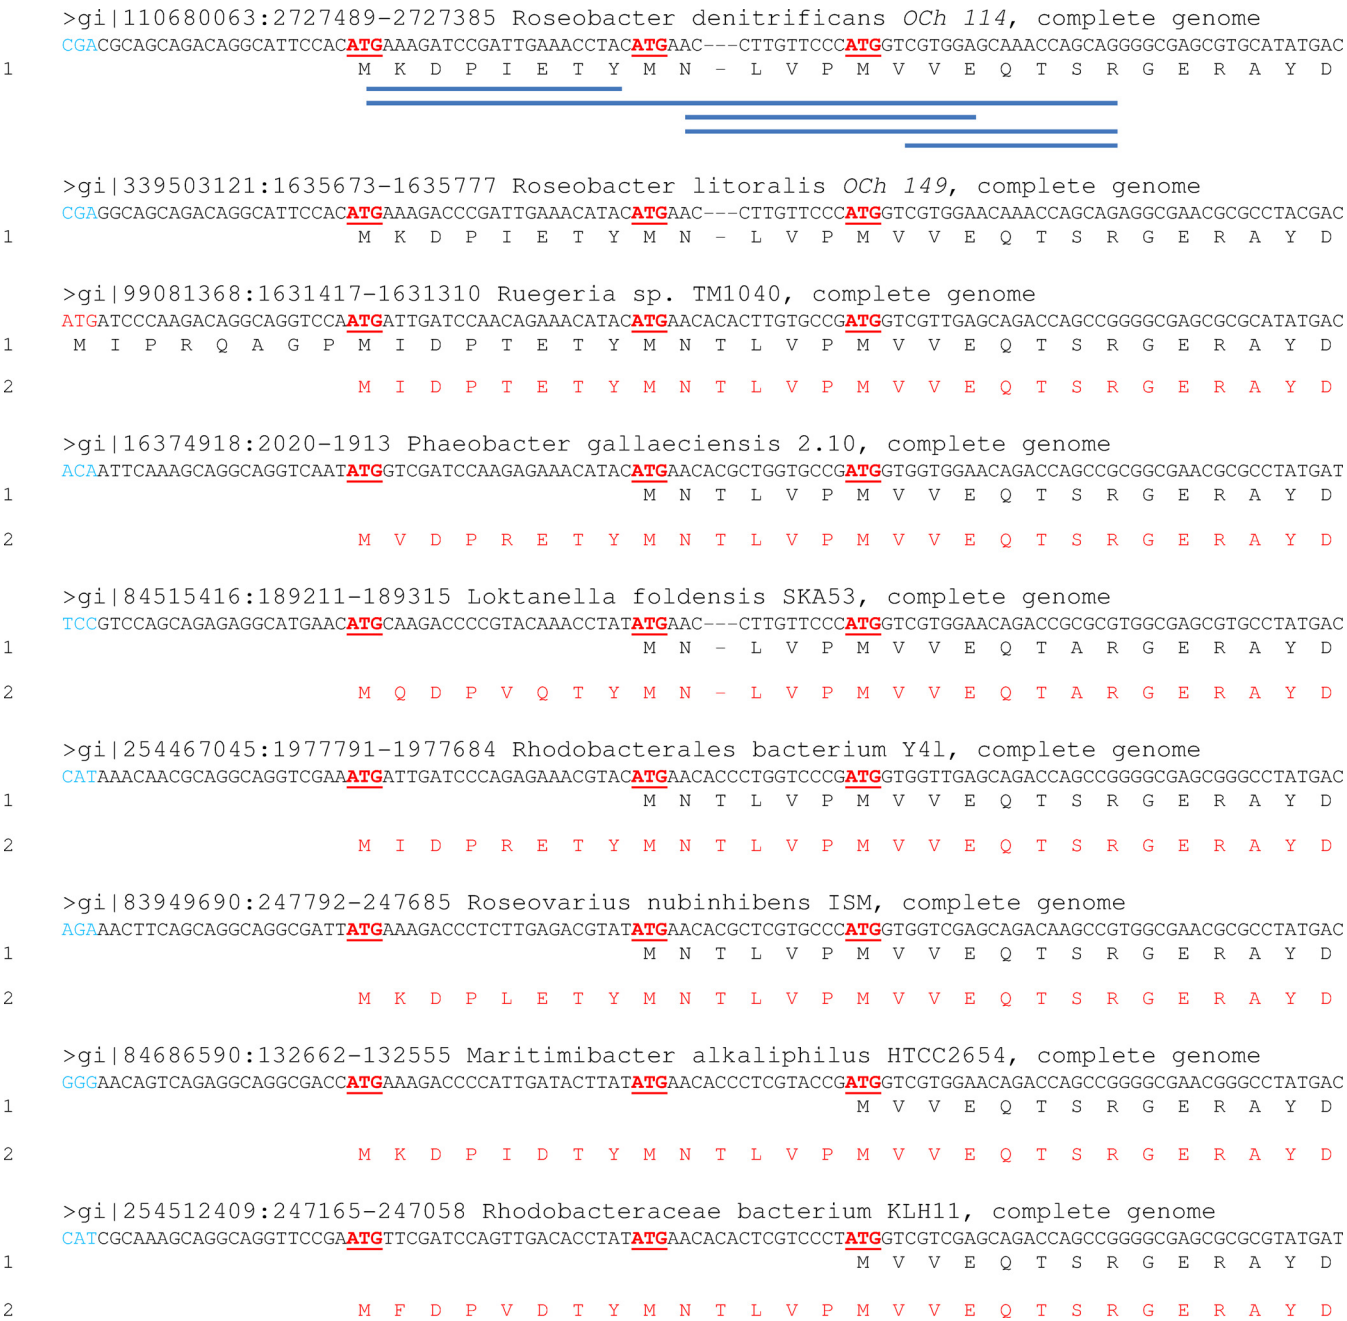 >gi|110680063:2727489-2727385 Roseobacter denitrificans OCh 114, complete genome
CGACGCAGCAGACAGGCATTCCACATGAAAGATCCGATTGAAACCTACATGAAC---CTTGTTCCCATGGTCGTGGAGCAAACCAGCAGGGGCGAGCGTGCATATGAC
1 M K D P I E T Y M N - L V P M V V E Q T S R G E R A Y D
>gi|339503121:1635673-1635777 Roseobacter litoralis OCh 149, complete genome
CGAGGCAGCAGACAGGCATTCCACATGAAAGACCCGATTGAAACATACATGAAC---CTTGTTCCCATGGTCGTGGAACAAACCAGCAGAGGCGAACGCGCCTACGAC
1 M K D P I E T Y M N - L V P M V V E Q T S R G E R A Y D
>gi|99081368:1631417-1631310 Ruegeria sp. TM1040, complete genome
ATGATCCCAAGACAGGCAGGTCCAATGATTGATCCAACAGAAACATACATGAACACACTTGTGCCGATGGTCGTTGAGCAGACCAGCCGGGGCGAGCGCGCATATGAC
1 M I P R Q A G P M I D P T E T Y M N T L V P M V V E Q T S R G E R A Y D
2 M I D P T E T Y M N T L V P M V V E Q T S R G E R A Y D
>gi|16374918:2020-1913 Phaeobacter gallaeciensis 2.10, complete genome
ACAATTCAAAGCAGGCAGGTCAATATGGTCGATCCAAGAGAAACATACATGAACACGCTGGTGCCGATGGTGGTGGAACAGACCAGCCGCGGCGAACGCGCCTATGAT
1 M N T L V P M V V E Q T S R G E R A Y D
2 M V D P R E T Y M N T L V P M V V E Q T S R G E R A Y D
>gi|84515416:189211-189315 Loktanella foldensis SKA53, complete genome
TCCGTCCAGCAGAGAGGCATGAACATGCAAGACCCCGTACAAACCTATATGAAC---CTTGTTCCCATGGTCGTGGAACAGACCGCGCGTGGCGAGCGTGCCTATGAC
1 M N - L V P M V V E Q T A R G E R A Y D
2 M Q D P V Q T Y M N - L V P M V V E Q T A R G E R A Y D
>gi|254467045:1977791-1977684 Rhodobacterales bacterium Y4l, complete genome
CATAAACAACGCAGGCAGGTCGAAATGATTGATCCCAGAGAAACGTACATGAACACCCTGGTCCCGATGGTGGTTGAGCAGACCAGCCGGGGCGAGCGGGCCTATGAC
1 M N T L V P M V V E Q T S R G E R A Y D
2 M I D P R E T Y M N T L V P M V V E Q T S R G E R A Y D
>gi|83949690:247792-247685 Roseovarius nubinhibens ISM, complete genome
AGAAACTTCAGCAGGCAGGCGATTATGAAAGACCCTCTTGAGACGTATATGAACACGCTCGTGCCCATGGTGGTCGAGCAGACAAGCCGTGGCGAACGCGCCTATGAC
1 M N T L V P M V V E Q T S R G E R A Y D
2 M K D P L E T Y M N T L V P M V V E Q T S R G E R A Y D
>gi|84686590:132662-132555 Maritimibacter alkaliphilus HTCC2654, complete genome
GGGAACAGTCAGAGGCAGGCGACCATGAAAGACCCCATTGATACTTATATGAACACCCTCGTACCGATGGTCGTGGAACAGACCAGCCGGGGCGAACGGGCCTATGAC
1 M V V E Q T S R G E R A Y D
2 M K D P I D T Y M N T L V P M V V E Q T S R G E R A Y D
>gi|254512409:247165-247058 Rhodobacteraceae bacterium KLH11, complete genome
CATCGCAAAGCAGGCAGGTTCCGAATGTTCGATCCAGTTGACACCTATATGAACACACTCGTCCCTATGGTCGTCGAGCAGACCAGCCGGGGCGAGCGCGCGTATGAT
1 M V V E Q T S R G E R A Y D
2 M F D P V D T Y M N T L V P M V V E Q T S R G E R A Y D